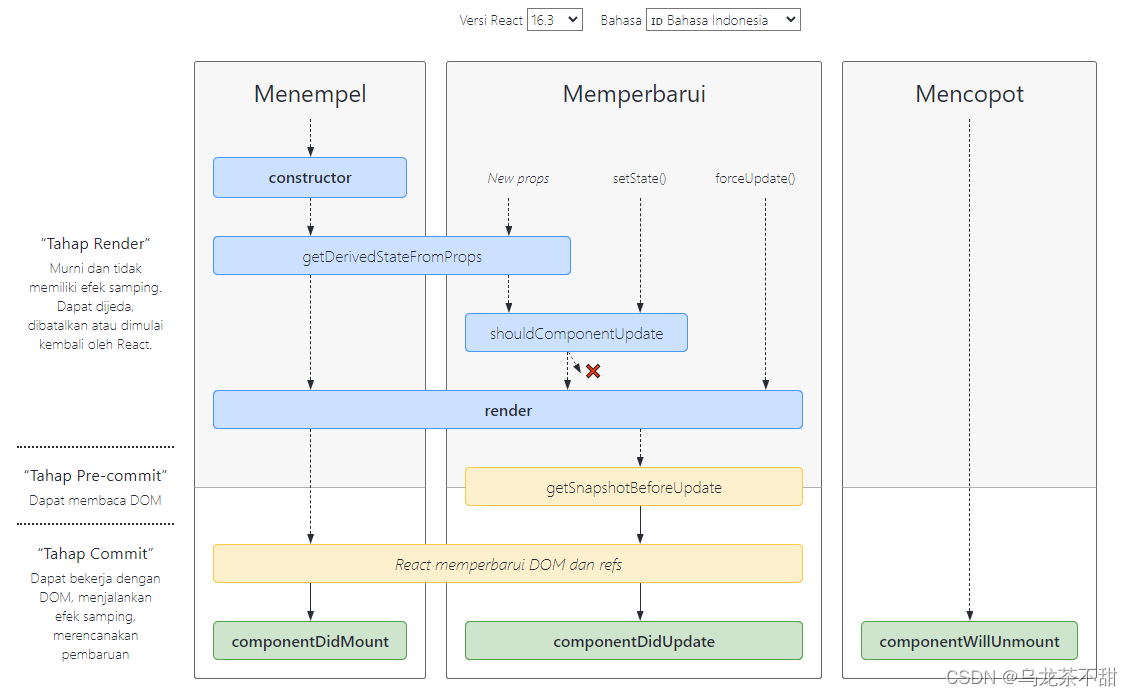 Versi React 16.3 Bahasa ID Bahasa Indonesia
Menempel
Memperbarui
Mencopot
constructor
New props
setState()
forceUpdate()
“Tahap Render”
Murni dan tidak
memiliki efek samping.
Dapat dijeda,
dibatalkan atau dimulai
kembali oleh React.
getDerivedStateFromProps
shouldComponentUpdate
render
“Tahap Pre-commit”
Dapat membaca DOM
getSnapshotBeforeUpdate
“Tahap Commit”
Dapat bekerja dengan
DOM, menjalankan
efek samping,
merencanakan
pembaruan
React memperbarui DOM dan refs
componentDidMount
componentDidUpdate
componentWillUnmount
CSDN @乌龙茶不甜